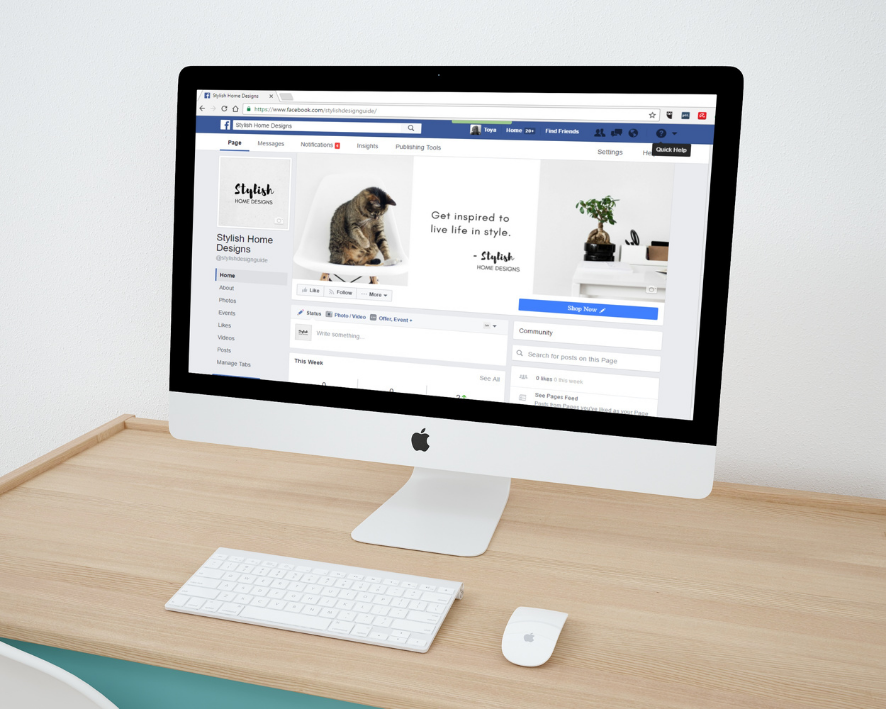 Stylish Home Designs
https://www.facebook.com/stylishdesignguide/
Stylish Home Designs
Toya
Home 20+
Find Friends
Page
Messages
Notifications
Insights
Publishing Tools
Settings
Quick Help
Stylish
HOME DESIGNS
Get inspired to
live life in style.
- Stylish
HOME DESIGNS
Stylish Home
Designs
@stylishdesignguide
Home
About
Photos
Events
Likes
Videos
Posts
Manage Tabs
Like
Follow
More
Shop Now
Status
Photo / Video
Offer, Event +
Write something...
Community
Search for posts on this Page
This Week
See All
0 likes 0 this week
See Pages Feed
Posts from Pages you've liked as your Page